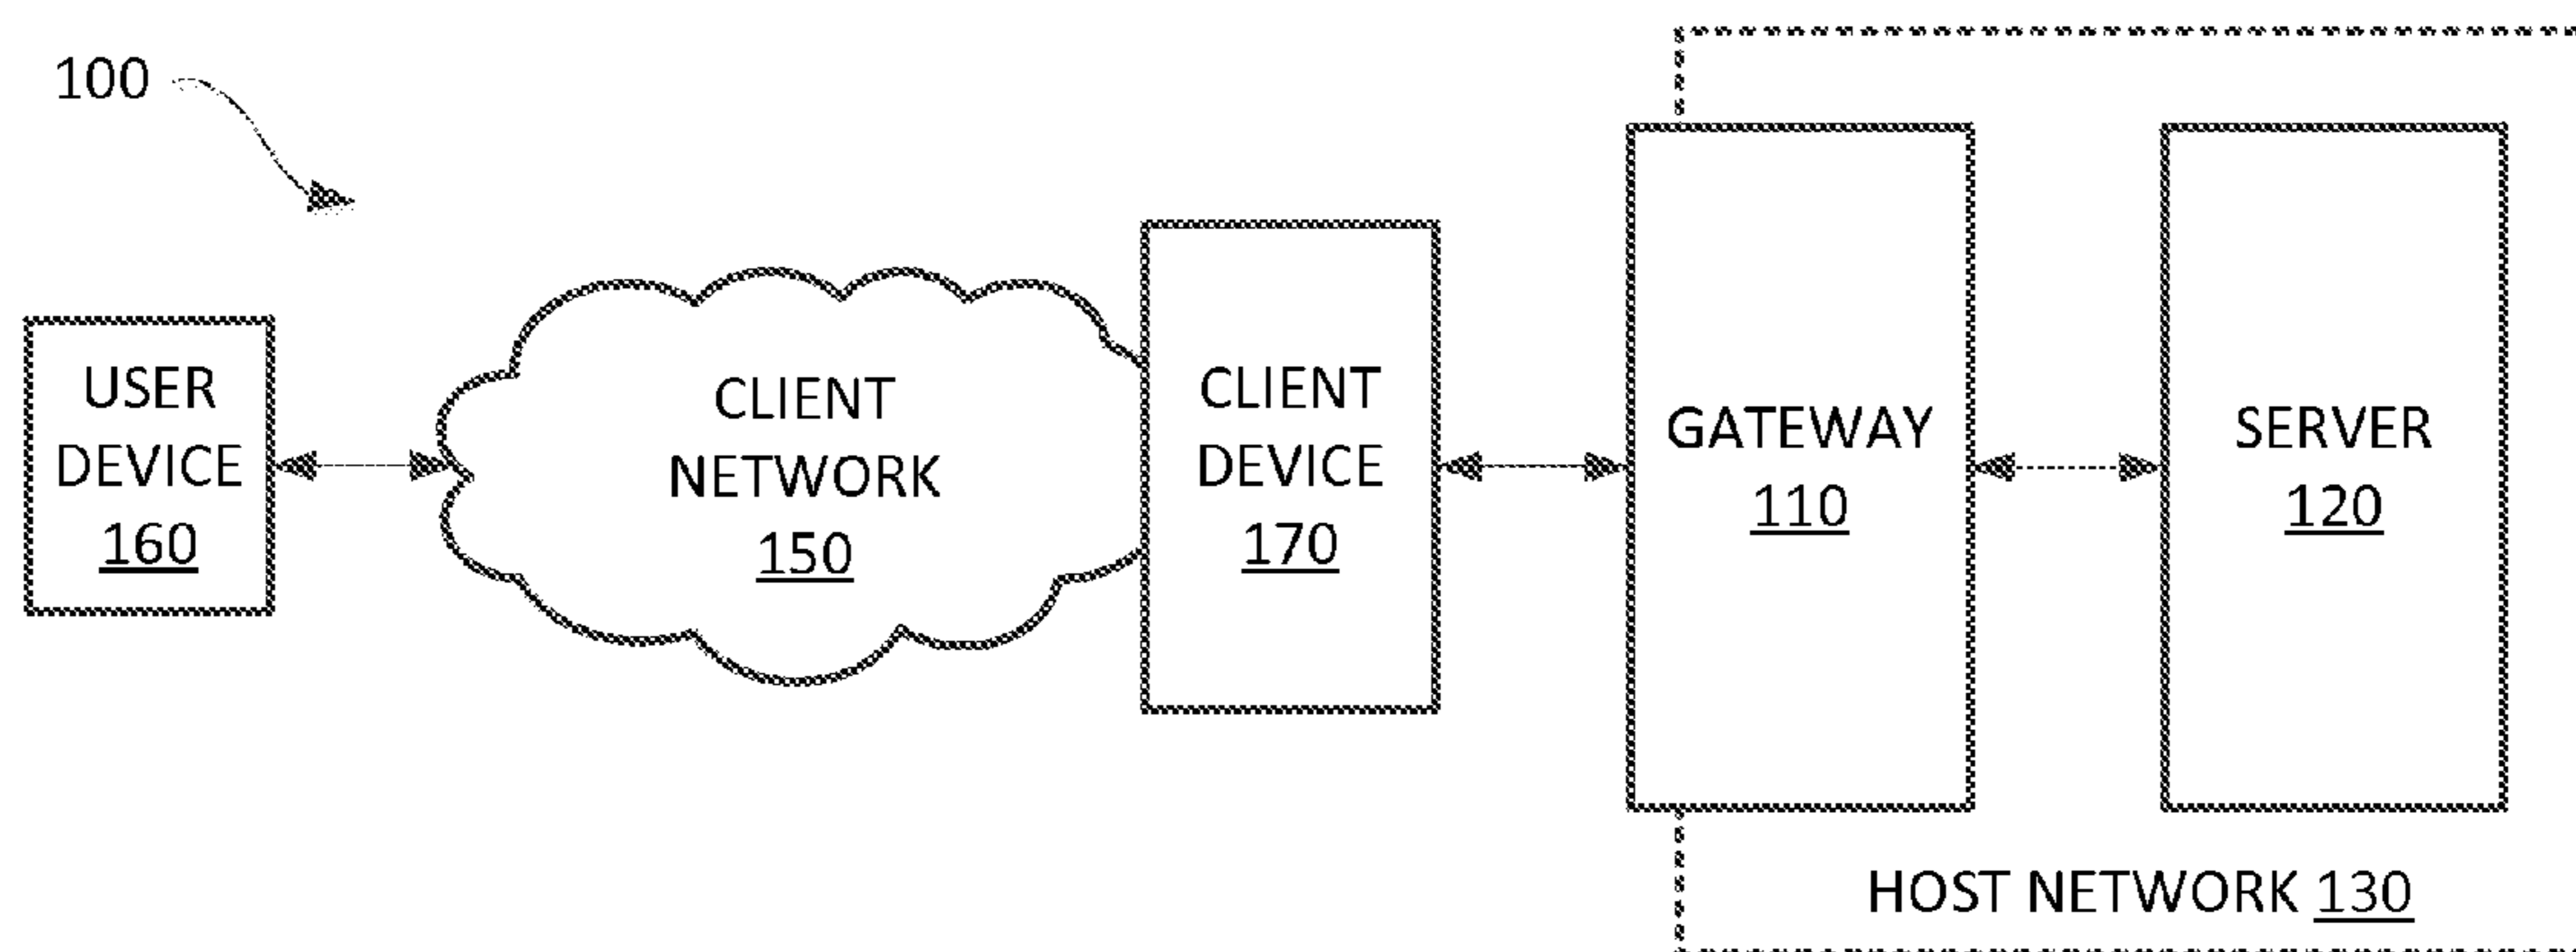 100
USER
DEVICE
160
CLIENT
NETWORK
150
CLIENT
DEVICE
170
GATEWAY
110
SERVER
120
HOST NETWORK 130